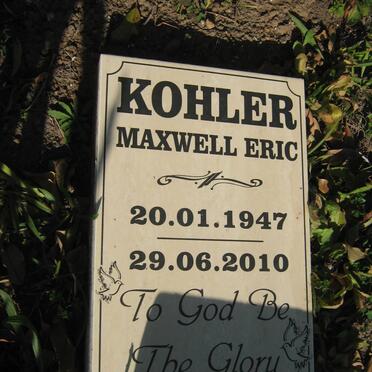 KOHLER
MAXWELL ERIC
20.01.1947
29.06.2010
To God Be
The Glory